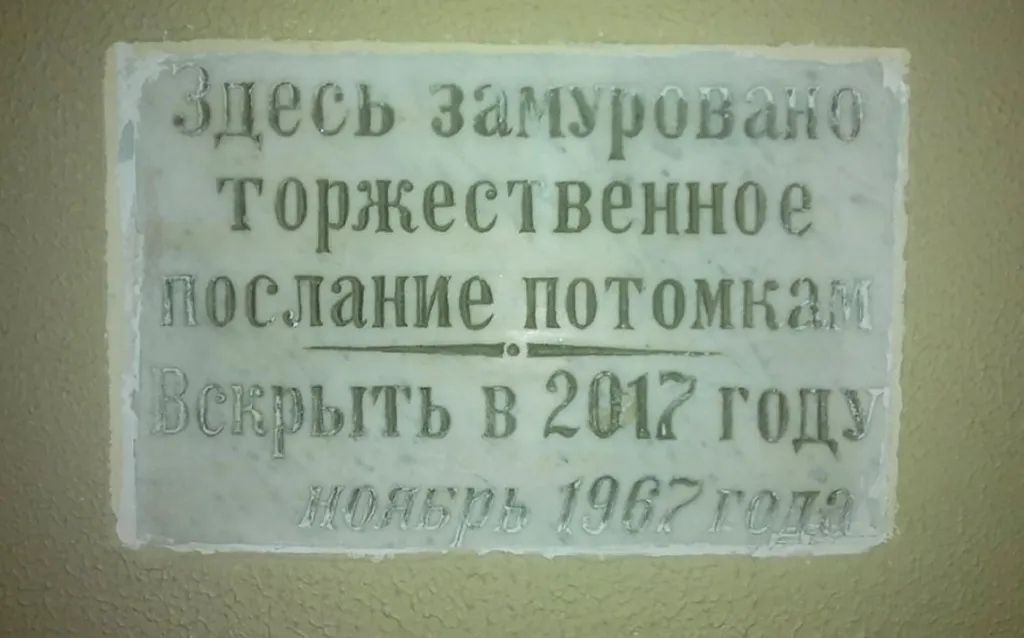 Здесь замуровано
торжественное
послание потомкам
Вскрыть в 2017 году
ноябрь 1967 года